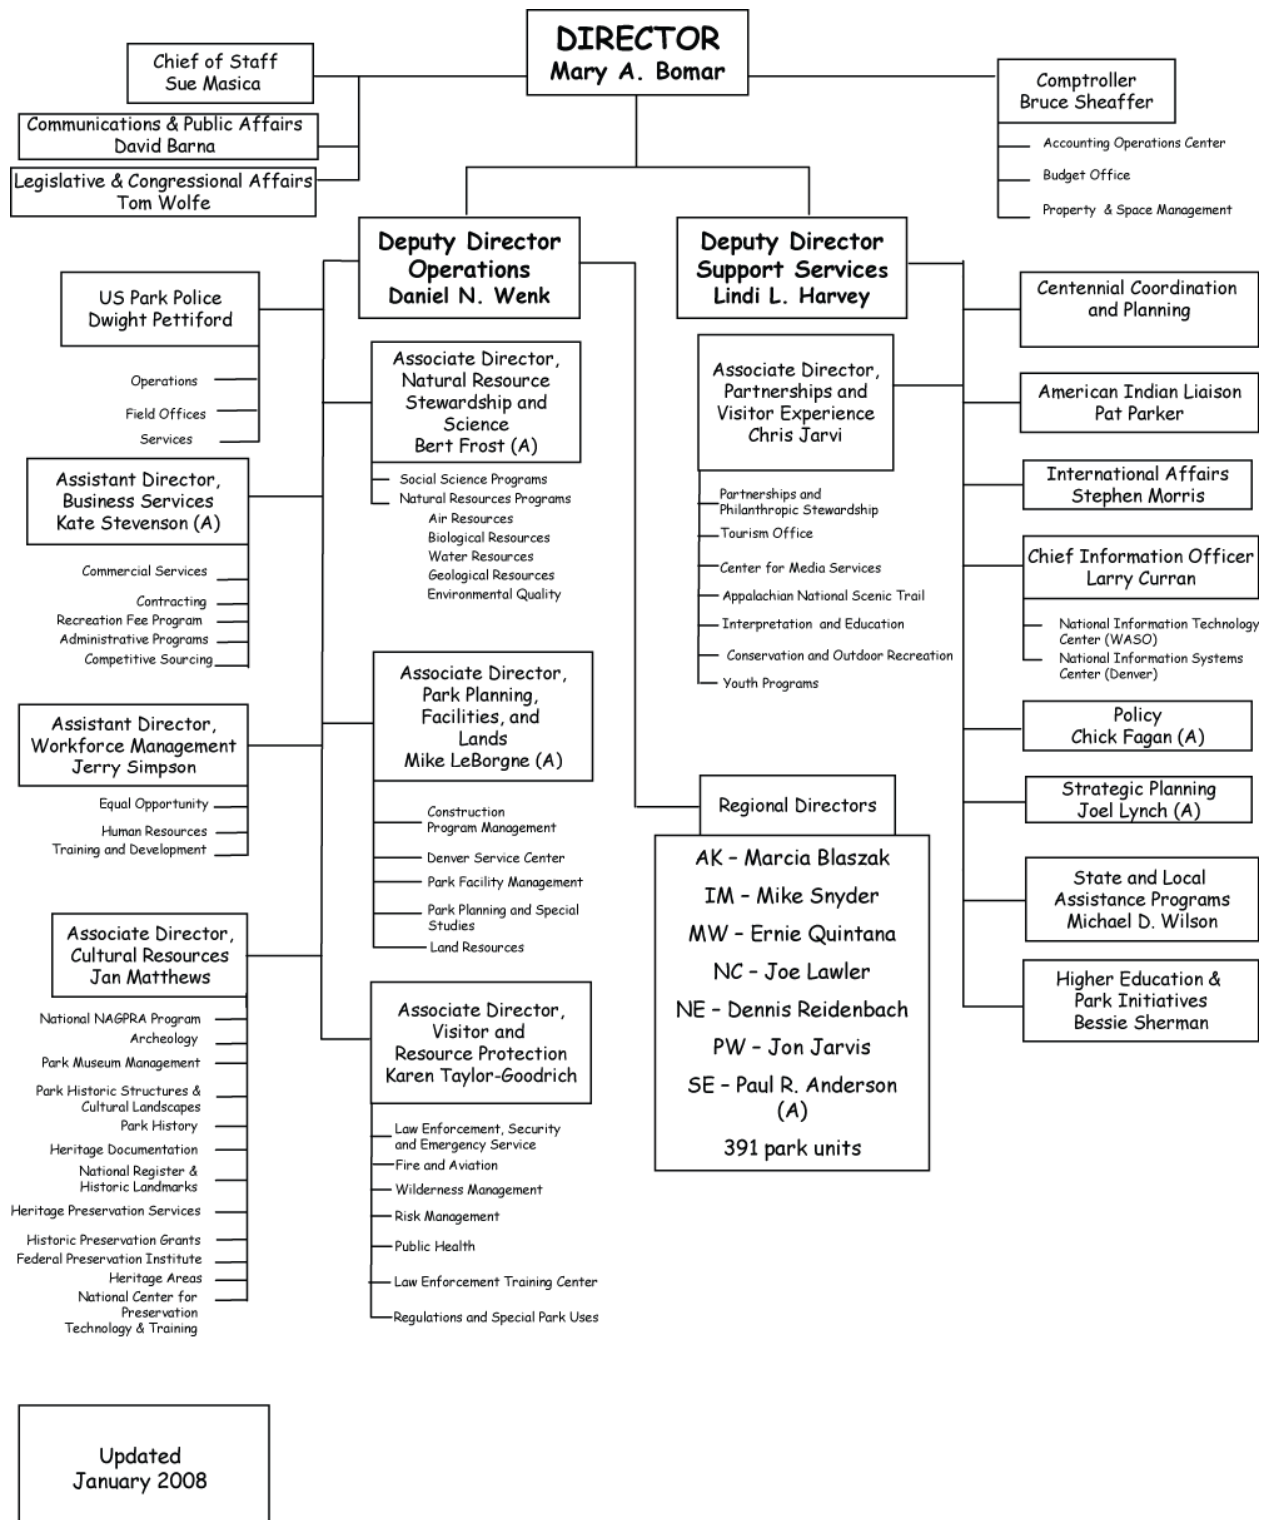 DIRECTOR
Mary A. Bomar
Chief of Staff
Sue Masica
Communications & Public Affairs
David Barna
Legislative & Congressional Affairs
Tom Wolfe
Comptroller
Bruce Sheaffer
Accounting Operations Center
Budget Office
Property & Space Management
Deputy Director
Operations
Daniel N. Wenk
Deputy Director
Support Services
Lindi L. Harvey
US Park Police
Dwight Pettiford
Operations
Field Offices
Services
Assistant Director,
Business Services
Kate Stevenson (A)
Commercial Services
Contracting
Recreation Fee Program
Administrative Programs
Competitive Sourcing
Assistant Director,
Workforce Management
Jerry Simpson
Equal Opportunity
Human Resources
Training and Development
Associate Director,
Cultural Resources
Jan Matthews
National NAGPRA Program
Archeology
Park Museum Management
Park Historic Structures &
Cultural Landscapes
Park History
Heritage Documentation
National Register &
Historic Landmarks
Heritage Preservation Services
Historic Preservation Grants
Federal Preservation Institute
Heritage Areas
National Center for
Preservation
Technology & Training
Associate Director,
Natural Resource
Stewardship and
Science
Bert Frost (A)
Social Science Programs
Natural Resources Programs
Air Resources
Biological Resources
Water Resources
Geological Resources
Environmental Quality
Associate Director,
Park Planning,
Facilities, and
Lands
Mike LeBorgne (A)
Construction
Program Management
Denver Service Center
Park Facility Management
Park Planning and Special
Studies
Land Resources
Associate Director,
Visitor and
Resource Protection
Karen Taylor-Goodrich
Law Enforcement, Security
and Emergency Service
Fire and Aviation
Wilderness Management
Risk Management
Public Health
Law Enforcement Training Center
Regulations and Special Park Uses
Associate Director,
Partnerships and
Visitor Experience
Chris Jarvi
Partnerships and
Philanthropic Stewardship
Tourism Office
Center for Media Services
Appalachian National Scenic Trail
Interpretation and Education
Conservation and Outdoor Recreation
Youth Programs
Regional Directors
AK – Marcia Blaszak
IM – Mike Snyder
MW – Ernie Quintana
NC – Joe Lawler
NE – Dennis Reidenbach
PW – Jon Jarvis
SE – Paul R. Anderson
(A)
391 park units
Centennial Coordination
and Planning
American Indian Liaison
Pat Parker
International Affairs
Stephen Morris
Chief Information Officer
Larry Curran
National Information Technology
Center (WASO)
National Information Systems
Center (Denver)
Policy
Chick Fagan (A)
Strategic Planning
Joel Lynch (A)
State and Local
Assistance Programs
Michael D. Wilson
Higher Education &
Park Initiatives
Bessie Sherman
Updated
January 2008